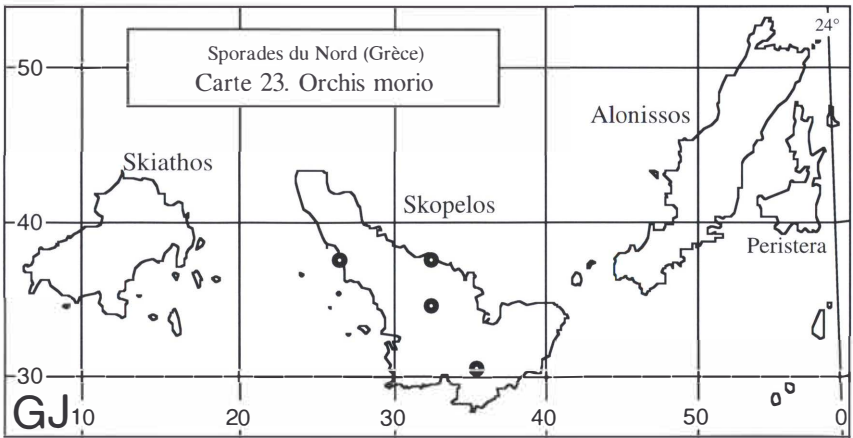 Sporades du Nord (Grèce)
Carte 23. Orchis morio
24°
50
Alonissos
Skiathos
Skopelos
40
Peristera
30
GJ 10 20 30 40 50 0